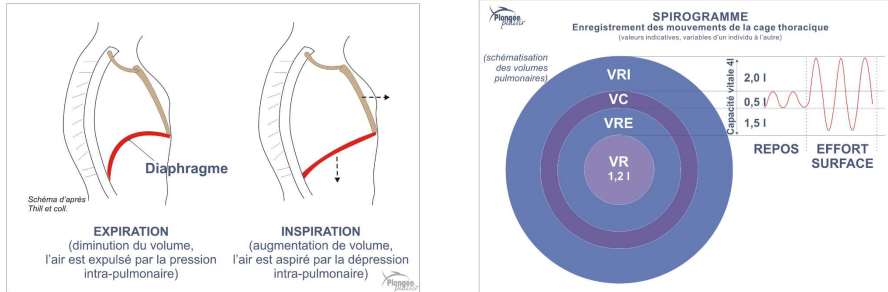 Diaphragme
Schéma d'après
Thill et coll.
EXPIRATION
(diminution du volume,
l'air est expulsé par la pression
intra-pulmonaire)
INSPIRATION
(augmentation de volume,
l'air est aspiré par la dépression
intra-pulmonaire)
Plongée
plaisir
Plongée
plaisir
SPIROGRAMME
Enregistrement des mouvements de la cage thoracique
(valeurs indicatives, variables d'un individu à l'autre)
(schématisation
des volumes
pulmonaires)
VRI
VC
VRE
VR
1,2 l
Capacité vitale 4l
2,0 l
0,5 l
1,5 l
REPOS
EFFORT
SURFACE